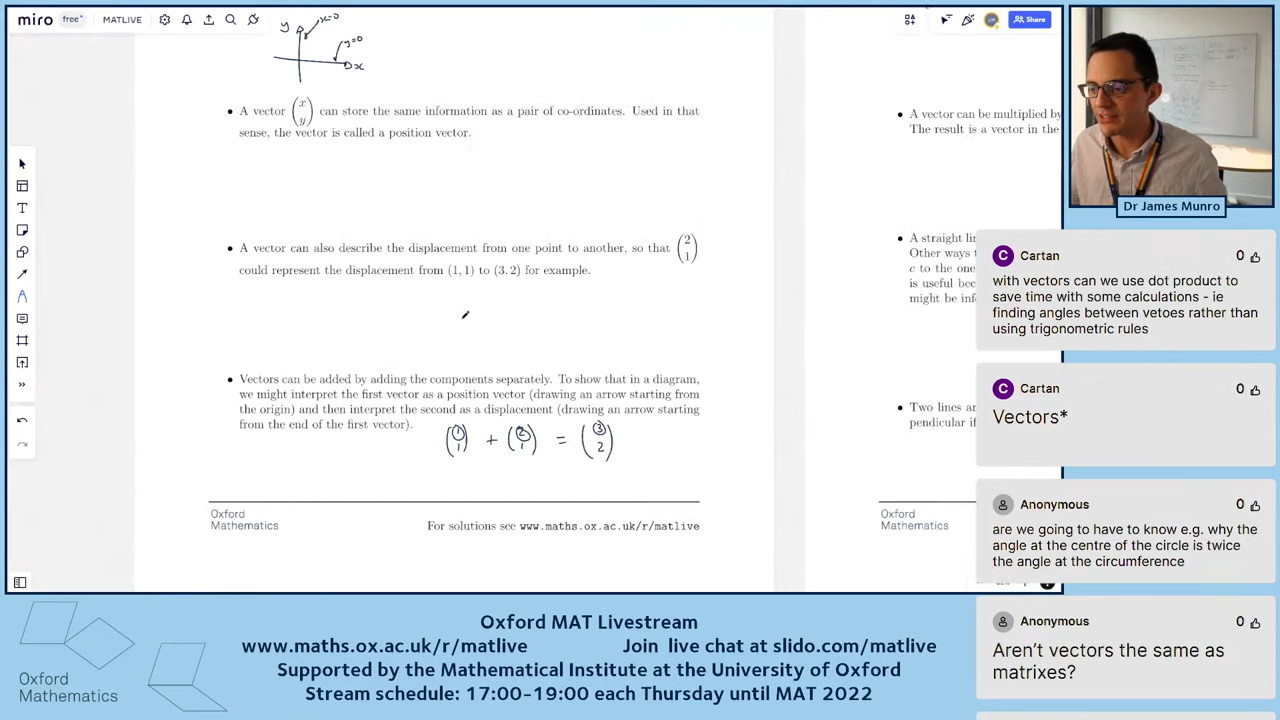 miro free MATLIVE
Share
y
x=0
y=0
x
• A vector (x y) can store the same information as a pair of co-ordinates. Used in that
sense, the vector is called a position vector.
• A vector can also describe the displacement from one point to another, so that (2 1)
could represent the displacement from (1, 1) to (3, 2) for example.
• Vectors can be added by adding the components separately. To show that in a diagram,
we might interpret the first vector as a position vector (drawing an arrow starting from
the origin) and then interpret the second as a displacement (drawing an arrow starting
from the end of the first vector).
(1 1) + (2 1) = (3 2)
Oxford
Mathematics
For solutions see www.maths.ox.ac.uk/r/matlive
• A vector can be multiplied by
The result is a vector in the
• A straight lin
Other ways t
c to the one
is useful bec
might be inf
• Two lines ar
pendicular if
Oxford
Mathematics
Dr James Munro
C Cartan 0
with vectors can we use dot product to
save time with some calculations - ie
finding angles between vetoes rather than
using trigonometric rules
C Cartan 0
Vectors*
Anonymous 0
are we going to have to know e.g. why the
angle at the centre of the circle is twice
the angle at the circumference
Anonymous 0
Aren't vectors the same as
matrixes?
Oxford
Mathematics
Oxford MAT Livestream
www.maths.ox.ac.uk/r/matlive Join live chat at slido.com/matlive
Supported by the Mathematical Institute at the University of Oxford
Stream schedule: 17:00-19:00 each Thursday until MAT 2022